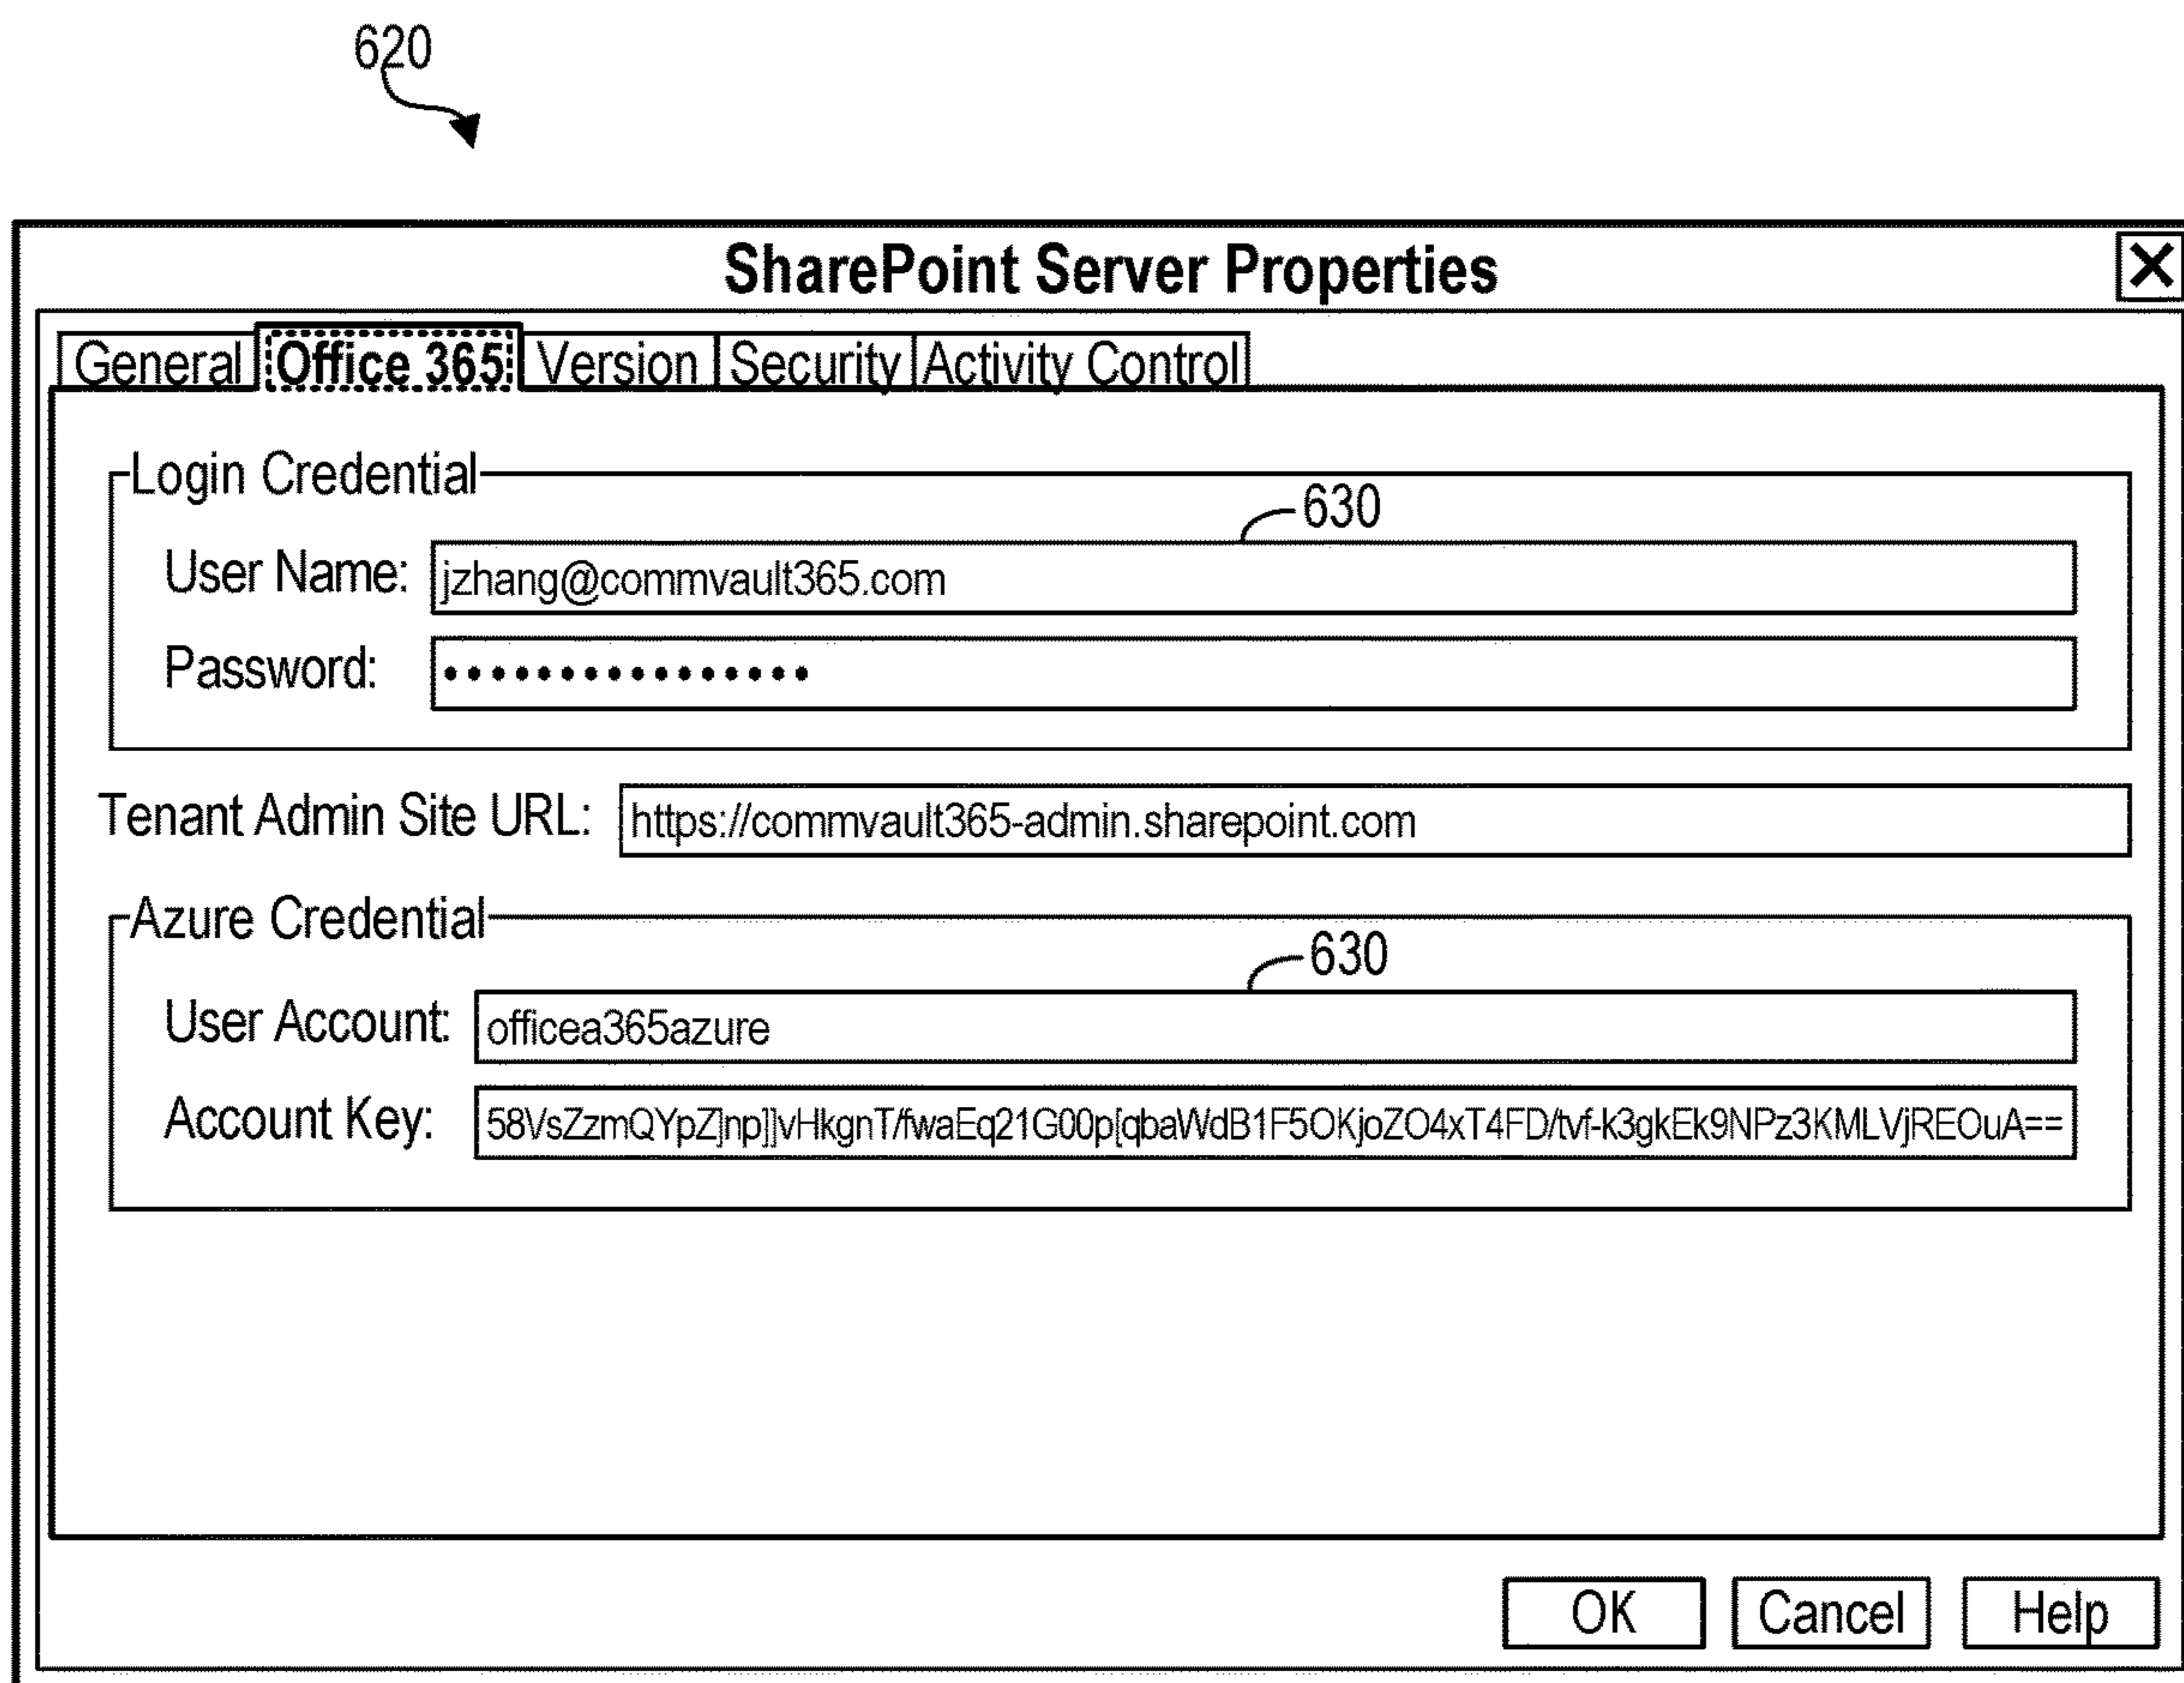 620
SharePoint Server Properties
General Office 365 Version Security Activity Control
Login Credential
630
User Name: jzhang@commvault365.com
Password: ••••••••••••••••
Tenant Admin Site URL: https://commvault365-admin.sharepoint.com
Azure Credential
630
User Account: officea365azure
Account Key: 58VsZzmQYpZ]np]]vHkgnT/fwaEq21G00p[qbaWdB1F5OKjoZO4xT4FD/tvf-k3gkEk9NPz3KMLVjREOuA==
OK Cancel Help